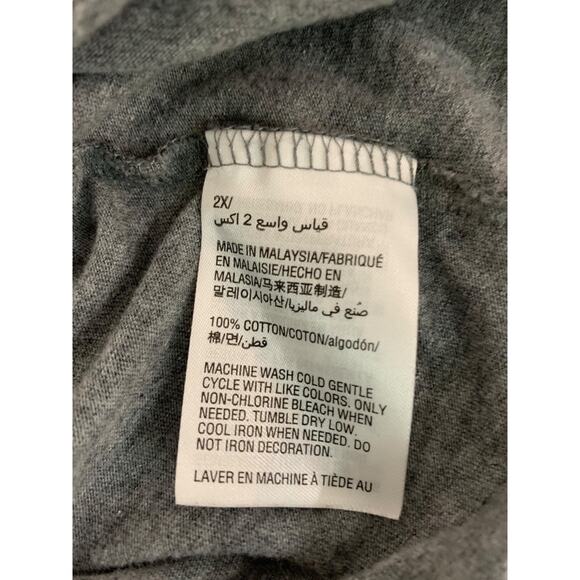 2X/
قياس واسع 2 اكس
MADE IN MALAYSIA/FABRIQUÉ
EN MALAISIE/HECHO EN
MALASIA/马来西亚制造/
말레이시아산/صُنع في ماليزيا
100% COTTON/COTON/algodón/
棉/면/قطن
MACHINE WASH COLD GENTLE
CYCLE WITH LIKE COLORS. ONLY
NON-CHLORINE BLEACH WHEN
NEEDED. TUMBLE DRY LOW.
COOL IRON WHEN NEEDED. DO
NOT IRON DECORATION.
LAVER EN MACHINE À TIÈDE AU